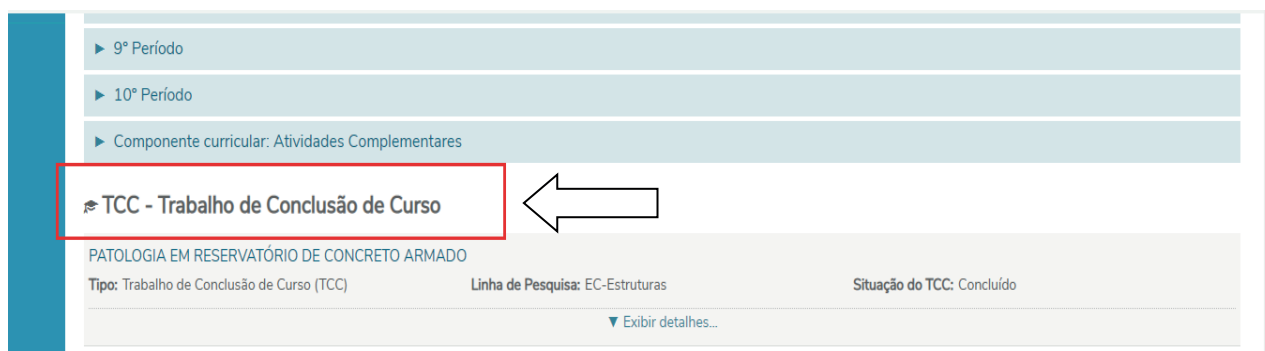 ▶ 9º Período
▶ 10º Período
▶ Componente curricular: Atividades Complementares
TCC - Trabalho de Conclusão de Curso
PATOLOGIA EM RESERVATÓRIO DE CONCRETO ARMADO
Tipo: Trabalho de Conclusão de Curso (TCC) Linha de Pesquisa: EC-Estruturas Situação do TCC: Concluído
▼ Exibir detalhes...